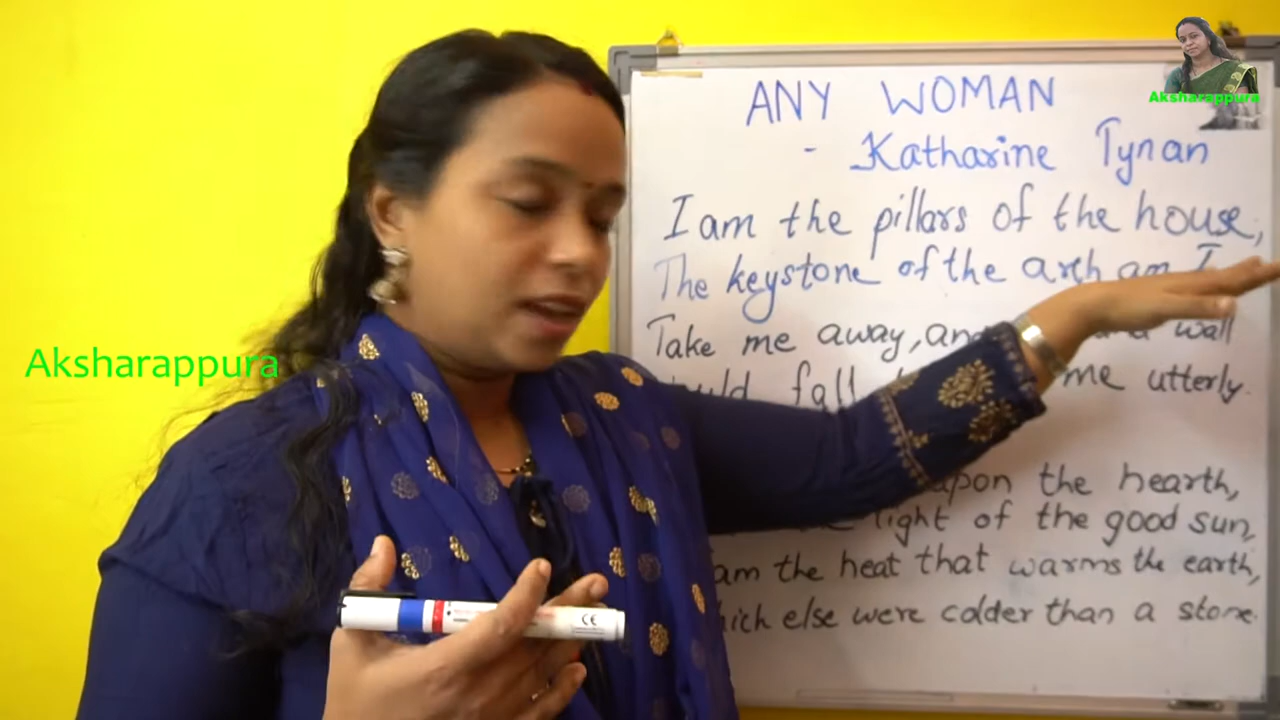 ANY WOMAN
- Katharine Tynan
I am the pillars of the house,
The keystone of the arch am I
Take me away, and wall
fall me utterly.
upon the hearth,
light of the good sun,
am the heat that warms the earth,
which else were colder than a stone.
Aksharappura
Aksharappura
CE